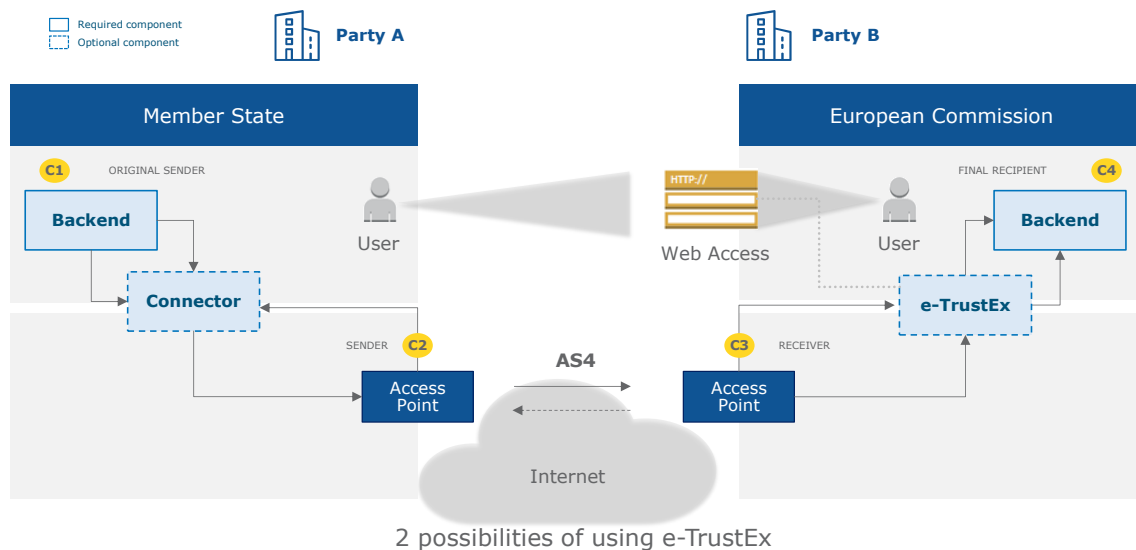 Required component
Optional component
Party A
Party B
Member State
European Commission
C1
ORIGINAL SENDER
Backend
User
HTTP://
Web Access
User
FINAL RECIPIENT
C4
Backend
Connector
e-TrustEx
SENDER
C2
AS4
C3
RECEIVER
Access
Point
Access
Point
Internet
2 possibilities of using e-TrustEx